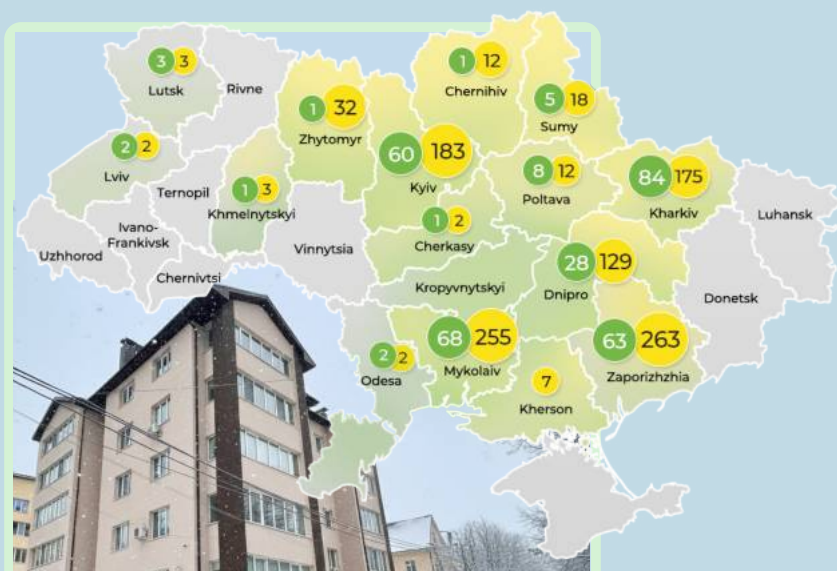 3 3
Lutsk
Rivne
1 32
Zhytomyr
1 12
Chernihiv
5 18
Sumy
2 2
Lviv
Ternopil
1 3
Khmelnytskyi
60 183
Kyiv
8 12
Poltava
84 175
Kharkiv
Luhansk
Ivano-
Frankivsk
Uzhhorod
Chernivtsi
Vinnytsia
1 2
Cherkasy
Kropyvnytskyi
28 129
Dnipro
Donetsk
2 2
Odesa
68 255
Mykolaiv
7
Kherson
63 263
Zaporizhzhia